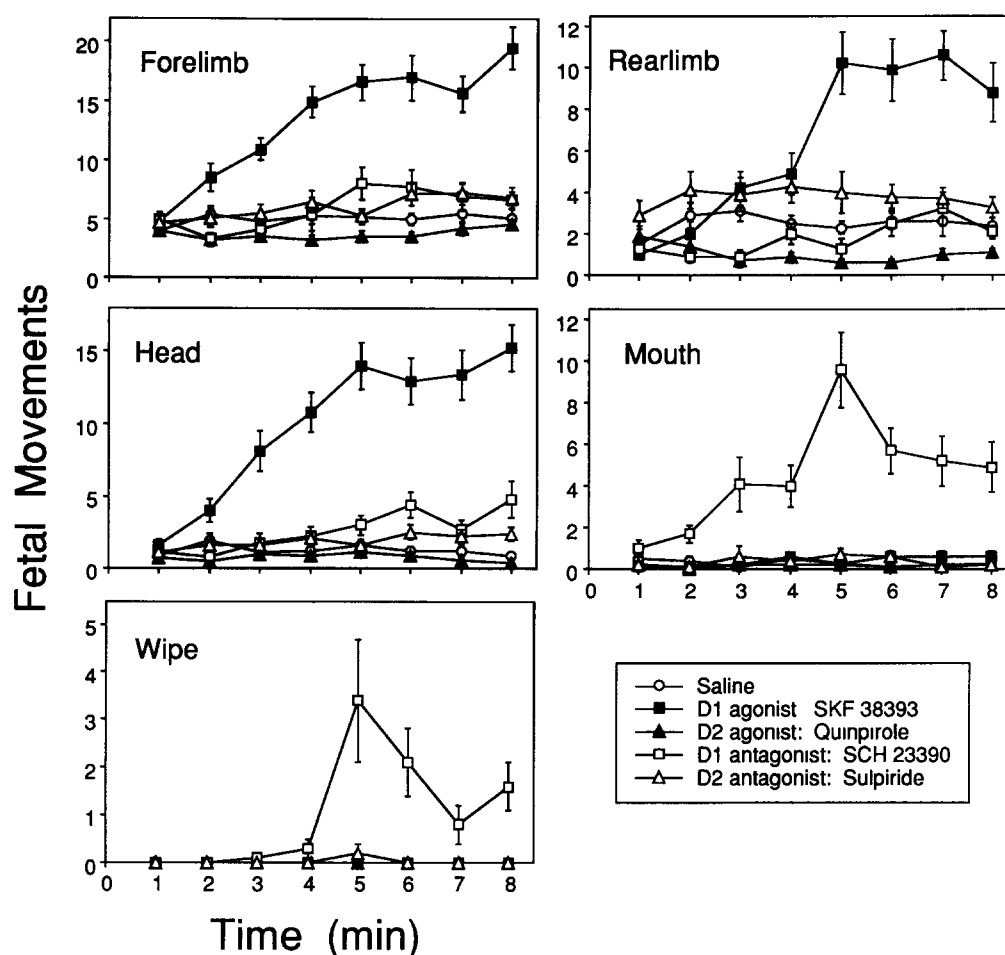 Forelimb
20
15
10
5
0
Rearlimb
12
10
8
6
4
2
0
Head
15
10
5
0
Mouth
12
10
8
6
4
2
0
0 1 2 3 4 5 6 7 8
Wipe
5
4
3
2
1
0
0 1 2 3 4 5 6 7 8
Fetal Movements
Time (min)
Saline
D1 agonist SKF 38393
D2 agonist: Quinpirole
D1 antagonist: SCH 23390
D2 antagonist: Sulpiride